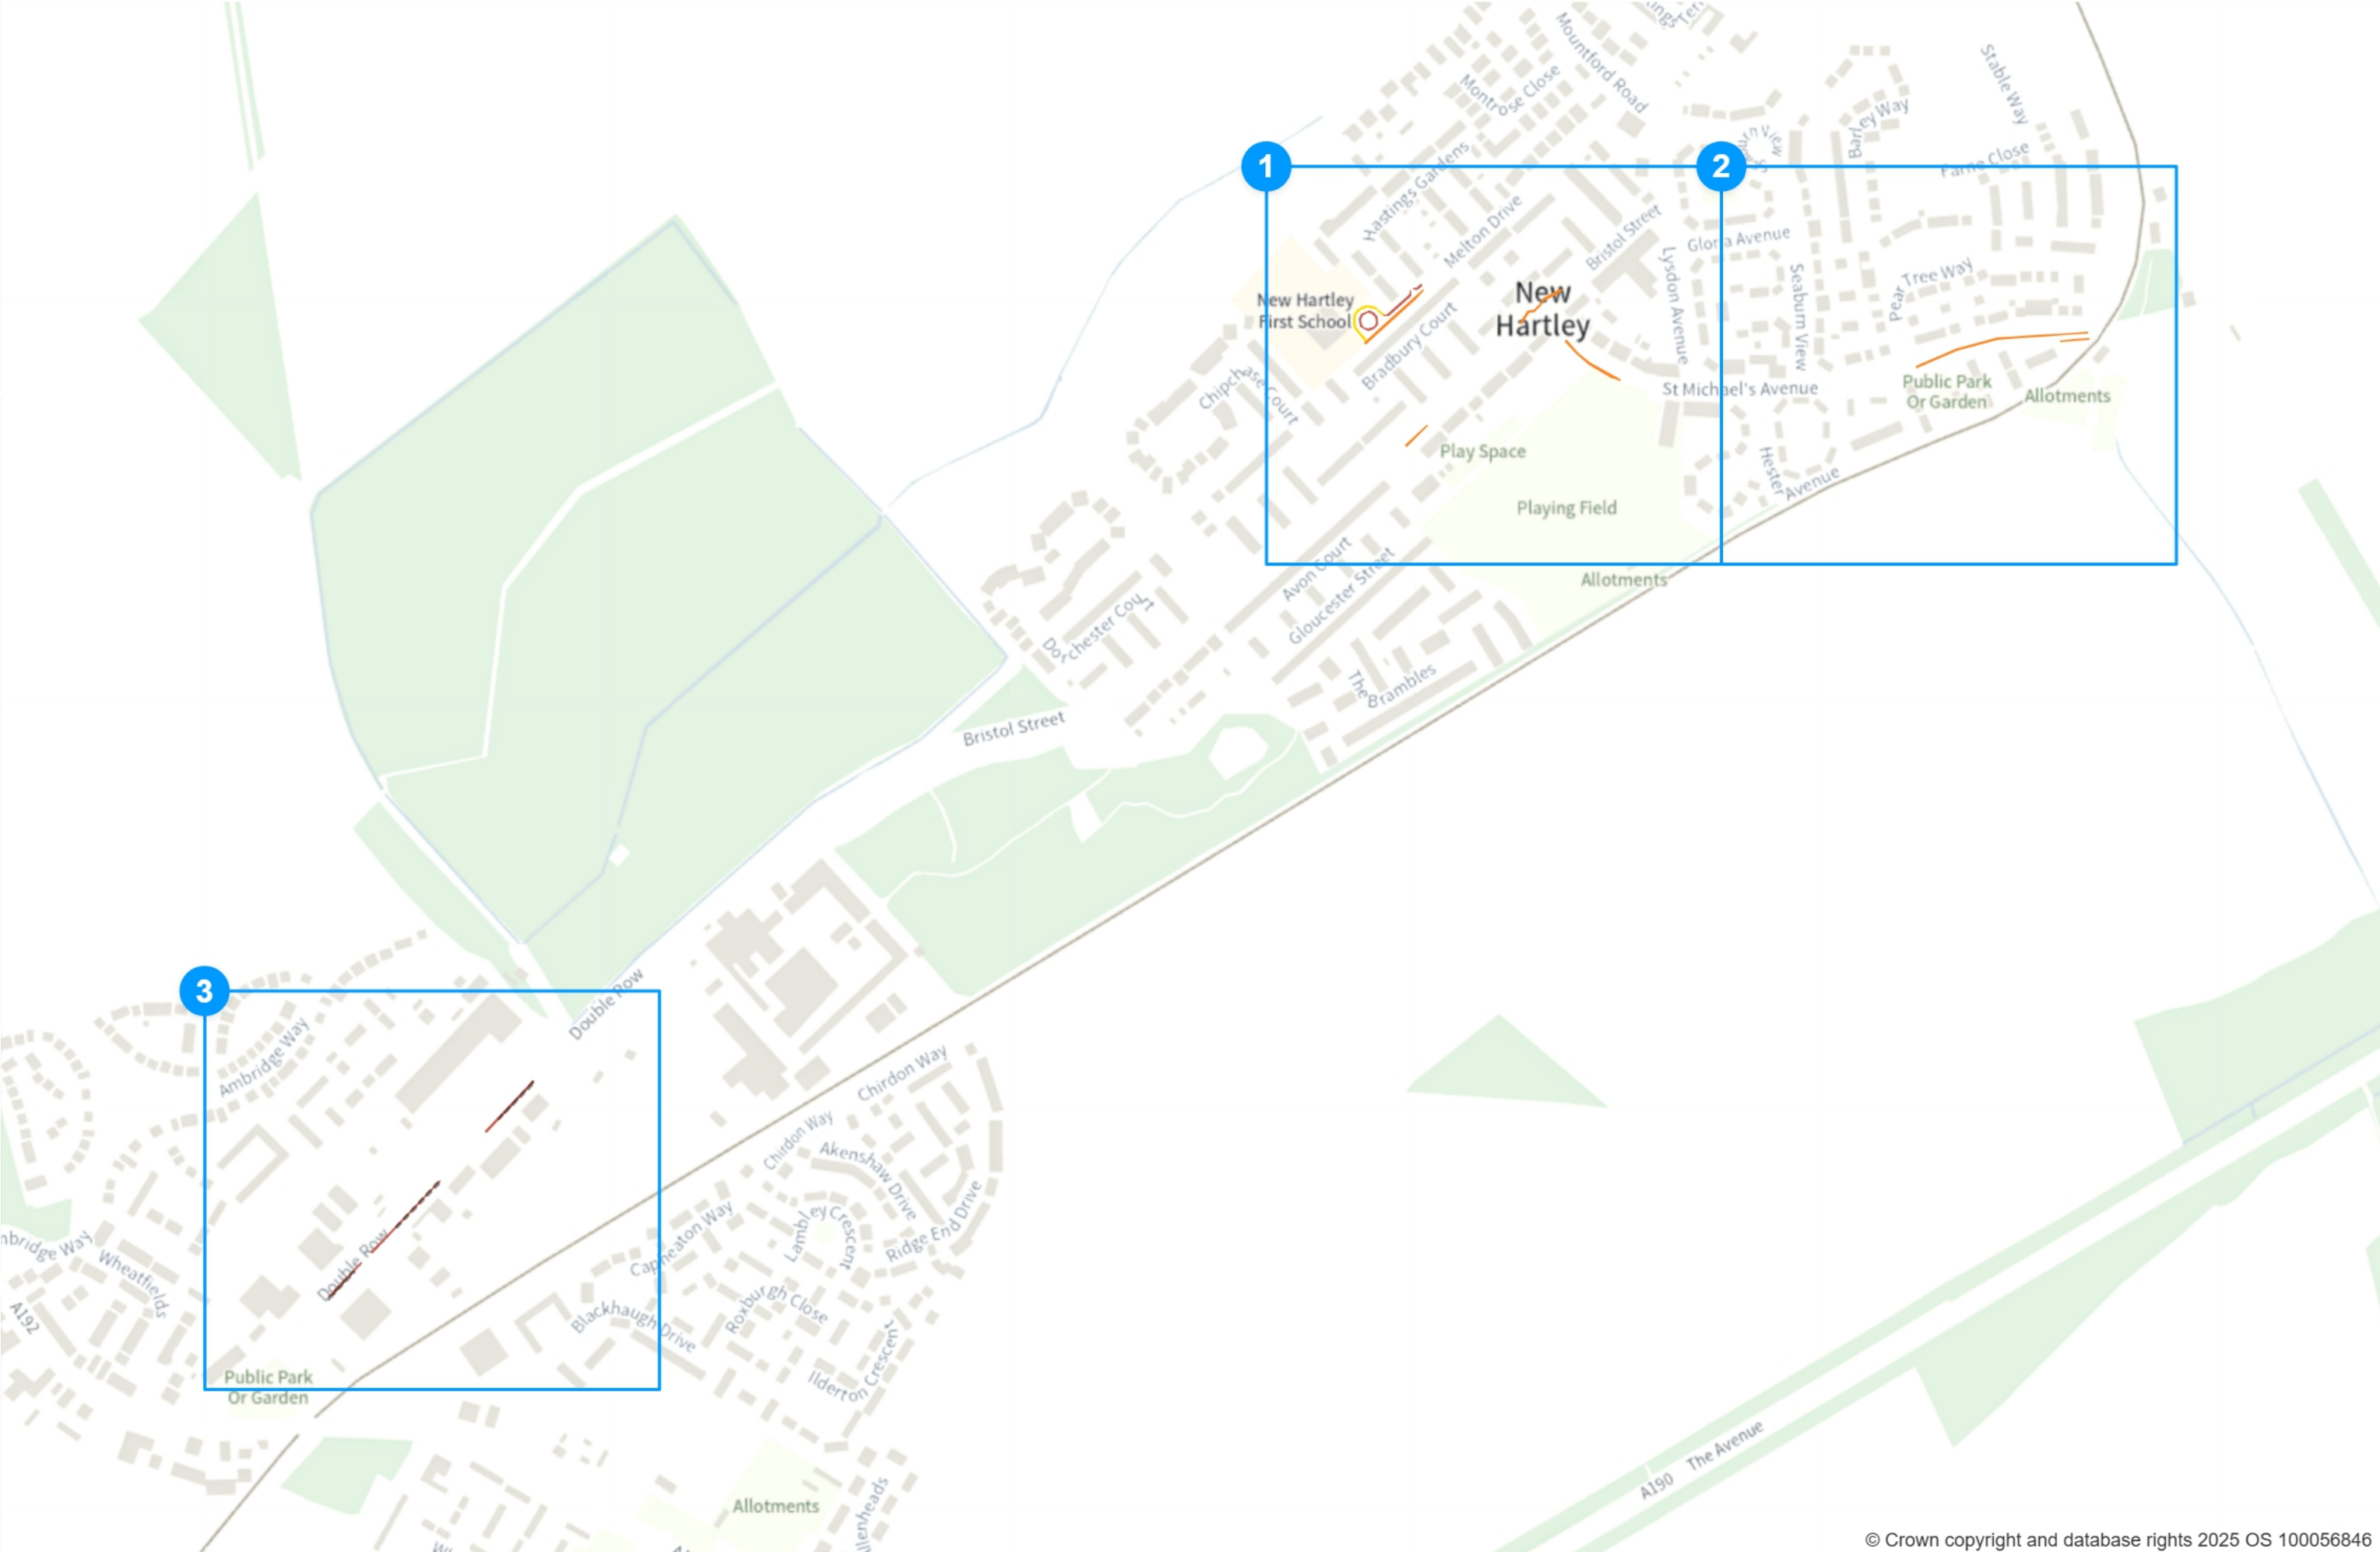 Terr
Mountford Road
Montrose Close
Stable Way
Barley Way
Farne Close
1
2
Hastings Gardens
Melton Drive
Bristol Street
Gloria Avenue
Lysdon Avenue
Seaburn View
Pear Tree Way
New Hartley
First School
New
Hartley
Bradbury Court
Chipchase Court
St Michael's Avenue
Public Park
Or Garden
Allotments
Play Space
Hester Avenue
Playing Field
Avon Court
Gloucester Street
Allotments
Dorchester Court
The Brambles
Bristol Street
3
Double Row
Ambridge Way
Chirdon Way
Chirdon Way
Akenshaw Drive
Lambley Crescent
Ridge End Drive
Capheaton Way
mbridge Way
Wheatfields
Double Row
A192
Roxburgh Close
Blackhaugh Drive
Ilderton Crescent
Public Park
Or Garden
Allotments
llenheads
A190 The Avenue
© Crown copyright and database rights 2025 OS 100056846